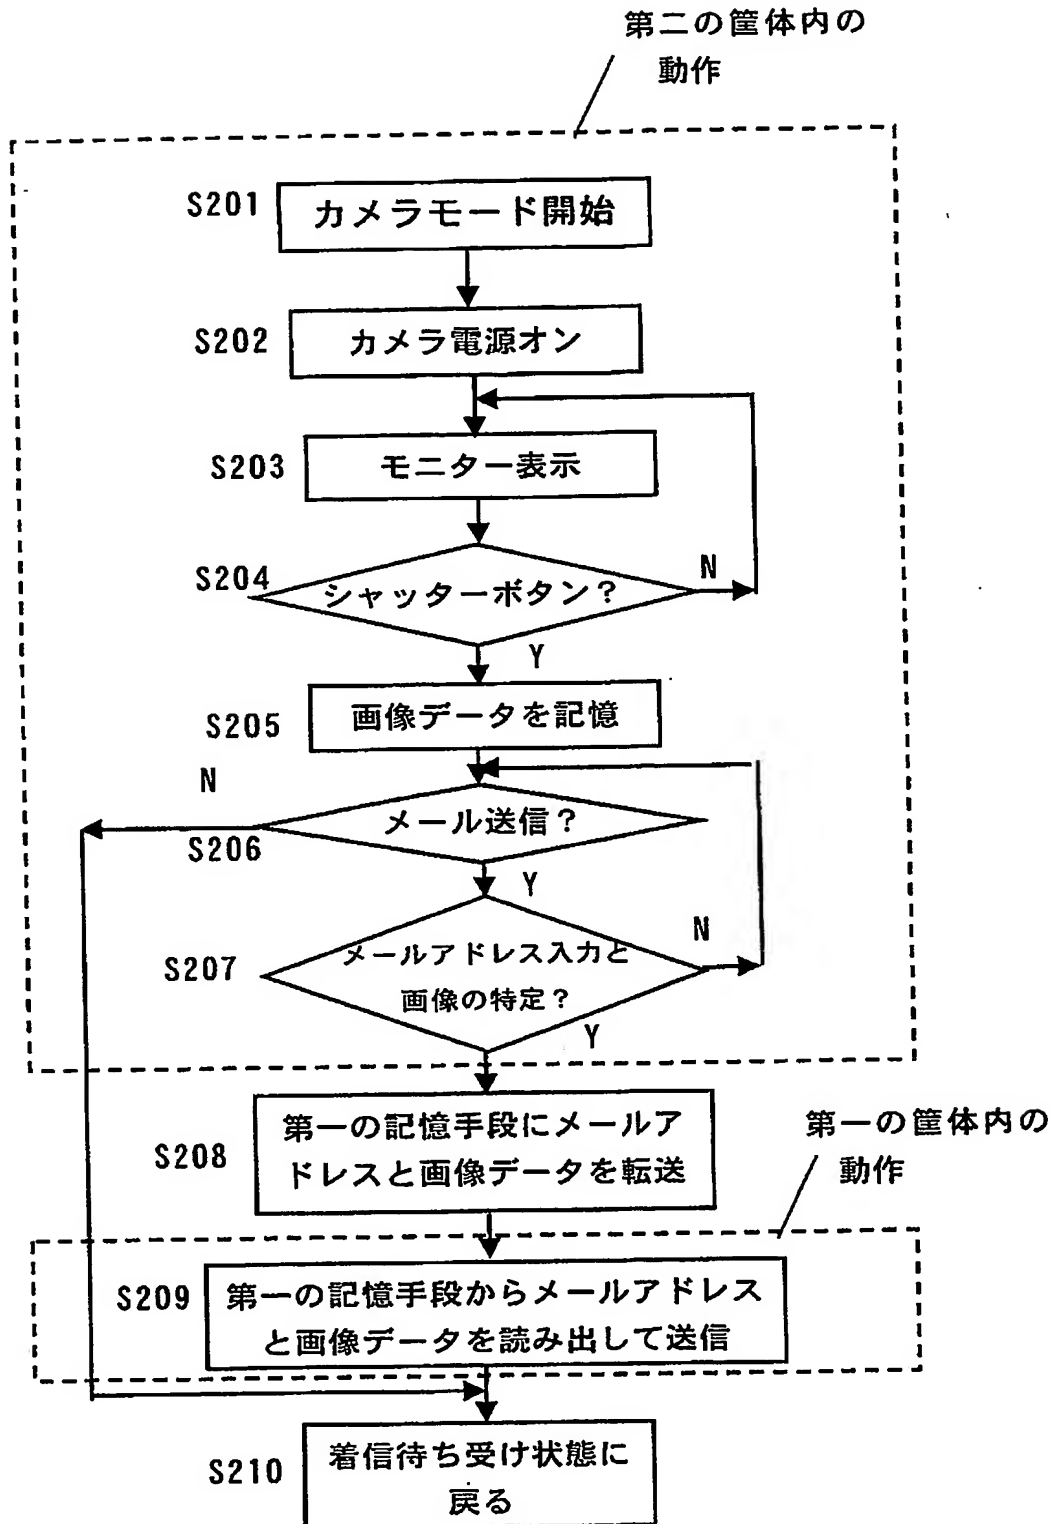 第二の筐体内の
動作
S201
カメラモード開始
S202
カメラ電源オン
S203
モニター表示
S204
シャッターボタン?
N
Y
S205
画像データを記憶
N
メール送信?
S206
Y
S207
メールアドレス入力と
画像の特定?
N
Y
S208
第一の記憶手段にメールア
ドレスと画像データを転送
第一の筐体内の
動作
S209
第一の記憶手段からメールアドレス
と画像データを読み出して送信
S210
着信待ち受け状態に
戻る